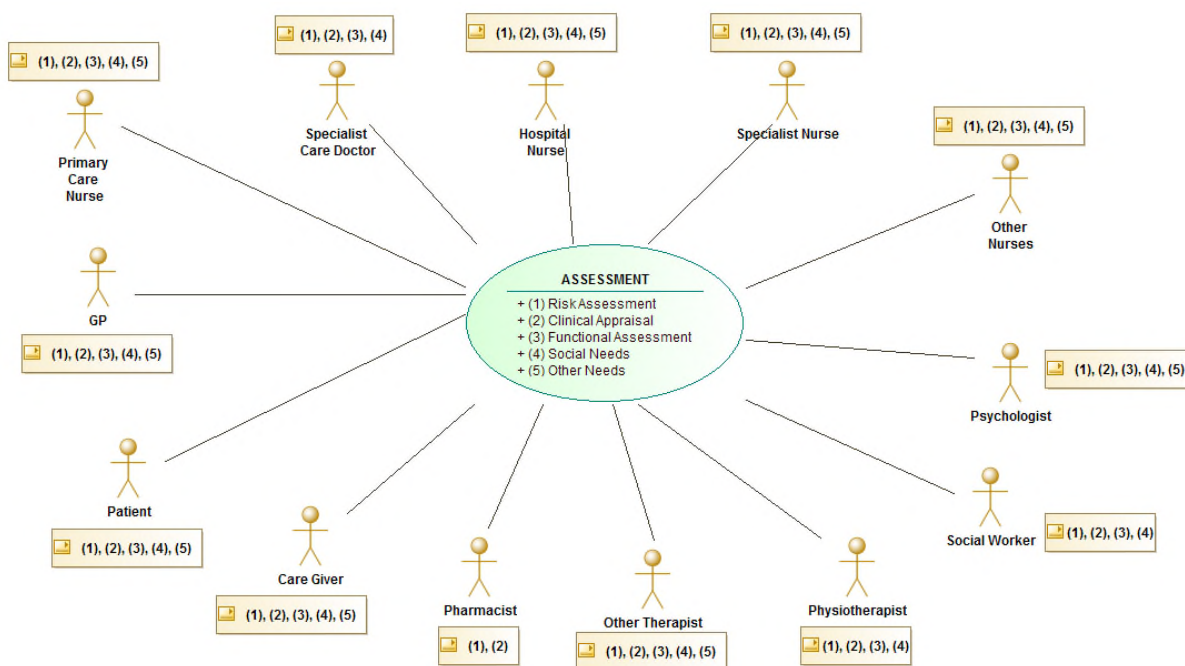 (1), (2), (3), (4), (5)
Primary
Care
Nurse
(1), (2), (3), (4)
Specialist
Care Doctor
(1), (2), (3), (4), (5)
Hospital
Nurse
(1), (2), (3), (4), (5)
Specialist Nurse
(1), (2), (3), (4), (5)
Other
Nurses
GP
(1), (2), (3), (4), (5)
ASSESSMENT
+ (1) Risk Assessment
+ (2) Clinical Appraisal
+ (3) Functional Assessment
+ (4) Social Needs
+ (5) Other Needs
(1), (2), (3), (4), (5)
Psychologist
Patient
(1), (2), (3), (4), (5)
Social Worker
(1), (2), (3), (4)
Care Giver
(1), (2), (3), (4), (5)
Pharmacist
(1), (2)
Other Therapist
(1), (2), (3), (4), (5)
Physiotherapist
(1), (2), (3), (4)